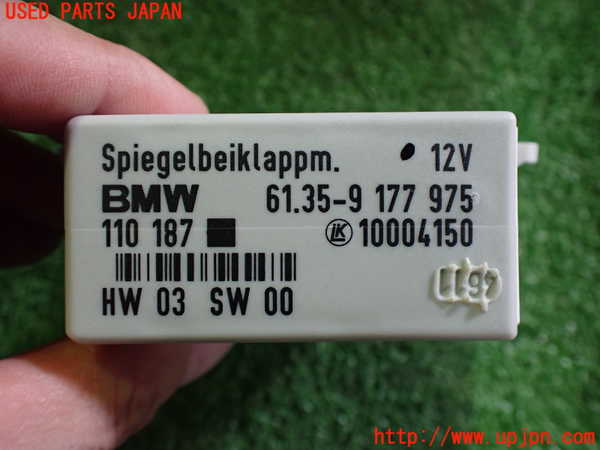 USED PARTS JAPAN
Spiegelbeiklappm. 12V
BMW 61.35-9 177 975
110 187 LK 10004150
HW 03 SW 00
http://www.upjpn.com